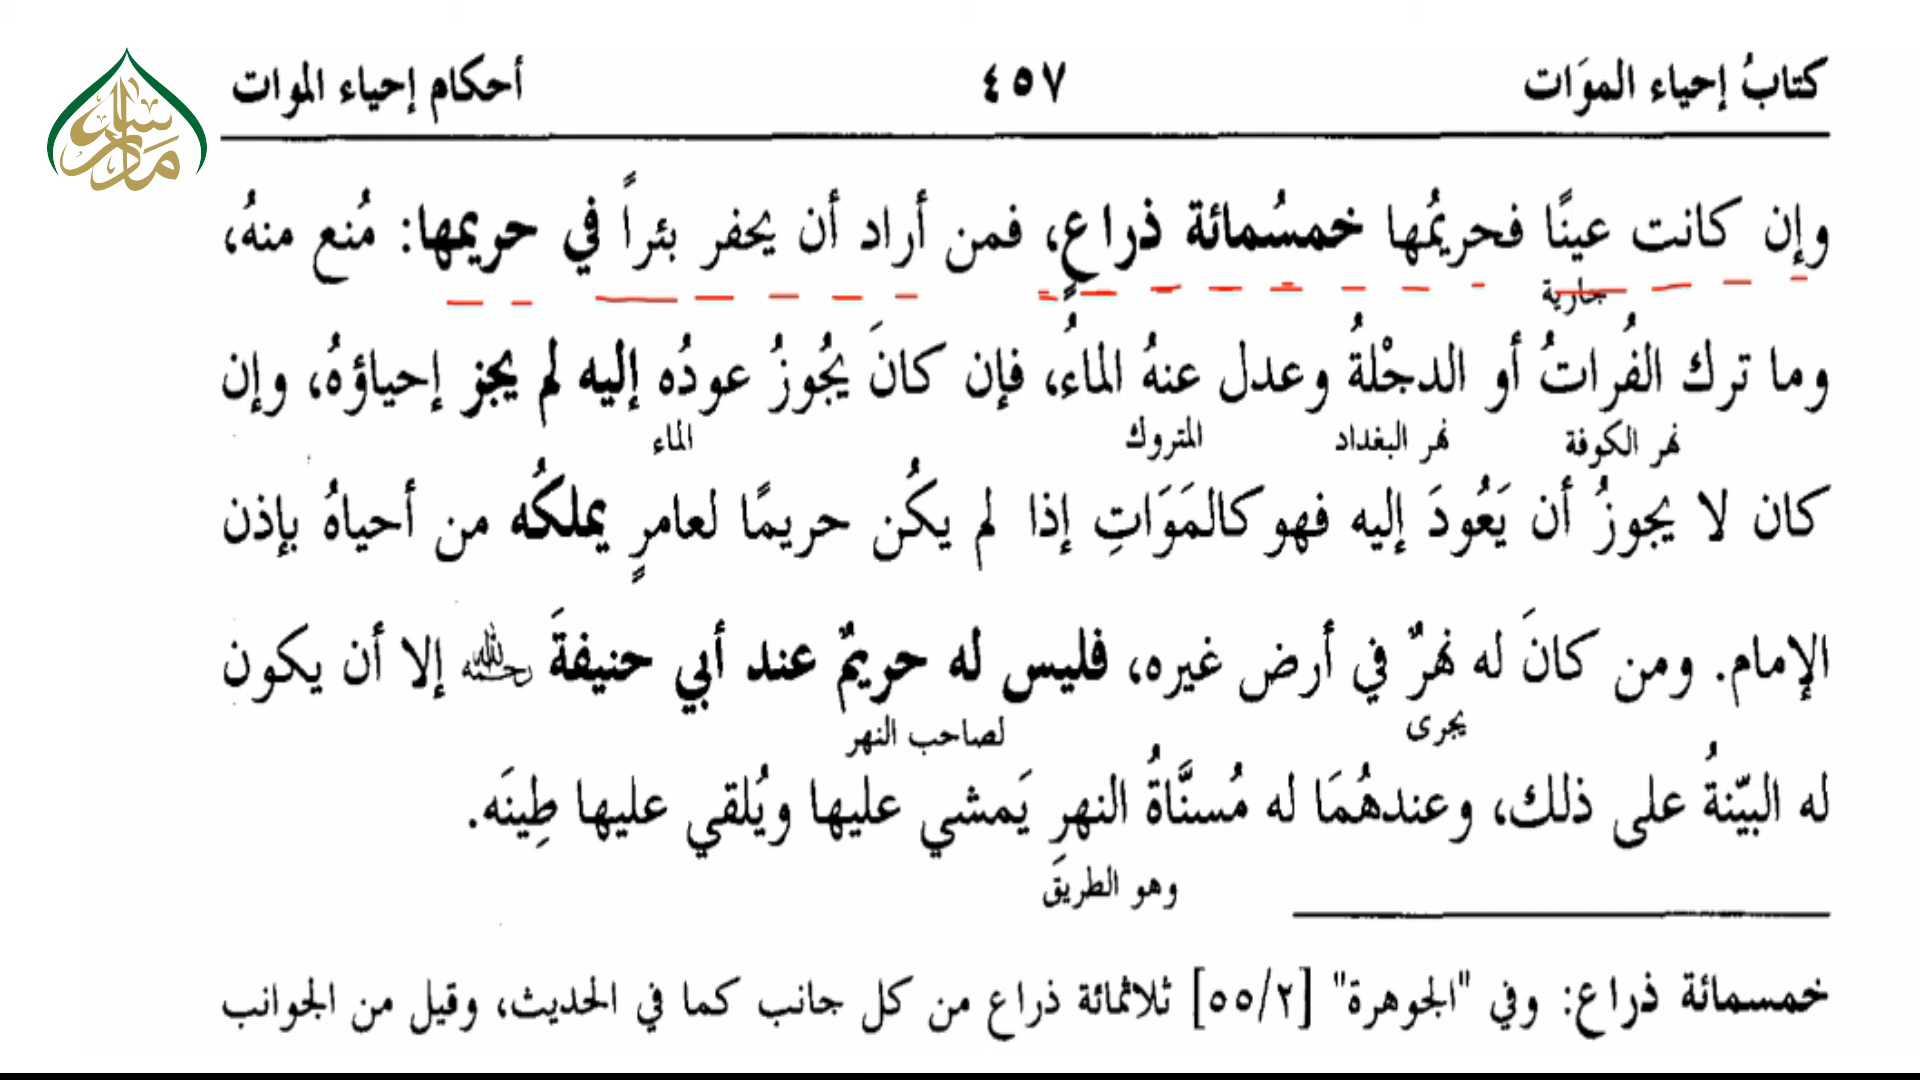 كتابُ إحياء الموَات ٤٥٧ أحكام إحياء الموات
وإن كانت عينًا فحريمُها خمسُمائة ذراعٍ، فمن أراد أن يحفر بئراً في حريمها: مُنع منهُ،
جارية
وما ترك الفُراتُ أو الدجْلةُ وعدل عنهُ الماءُ، فإن كانَ يجُوزُ عودُه إليه لم يجز إحياؤهُ، وإن
نهر الكوفة نهر البغداد المتروك الماء
كان لا يجوزُ أن يَعُودَ إليه فهو كالمَوَاتِ إذا لم يكُن حريمًا لعامرٍ يملكُه من أحياهُ بإذن
الإمام. ومن كانَ له نهرٌ في أرض غيره، فليس له حريمٌ عند أبي حنيفةَ رحمه الله إلا أن يكون
يجرى لصاحب النهر
له البيّنةُ على ذلك، وعندهُمَا له مُسنَّاةُ النهرِ يَمشي عليها ويُلقي عليها طِينَه.
وهو الطريق
خمسمائة ذراع: وفي "الجوهرة" [٥٥/٢] ثلاثمائة ذراع من كل جانب كما في الحديث، وقيل من الجوانب